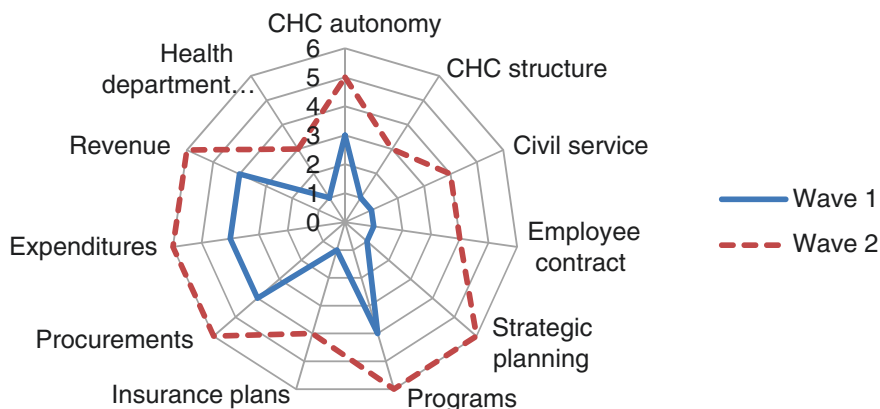 CHC autonomy
CHC structure
Civil service
Employee
contract
Strategic
planning
Programs
Insurance plans
Procurements
Expenditures
Revenue
Health
department…
6
5
4
3
2
1
0
Wave 1
Wave 2